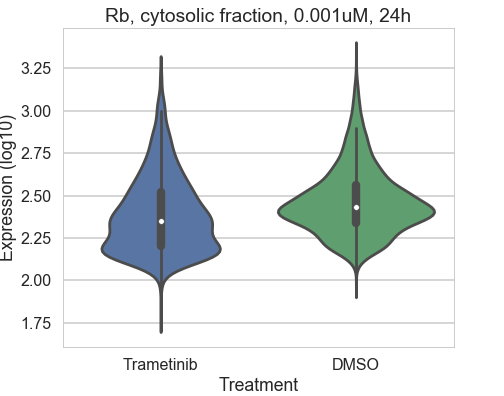 Rb, cytosolic fraction, 0.001uM, 24h
Expression (log10)
3.25
3.00
2.75
2.50
2.25
2.00
1.75
Trametinib
DMSO
Treatment